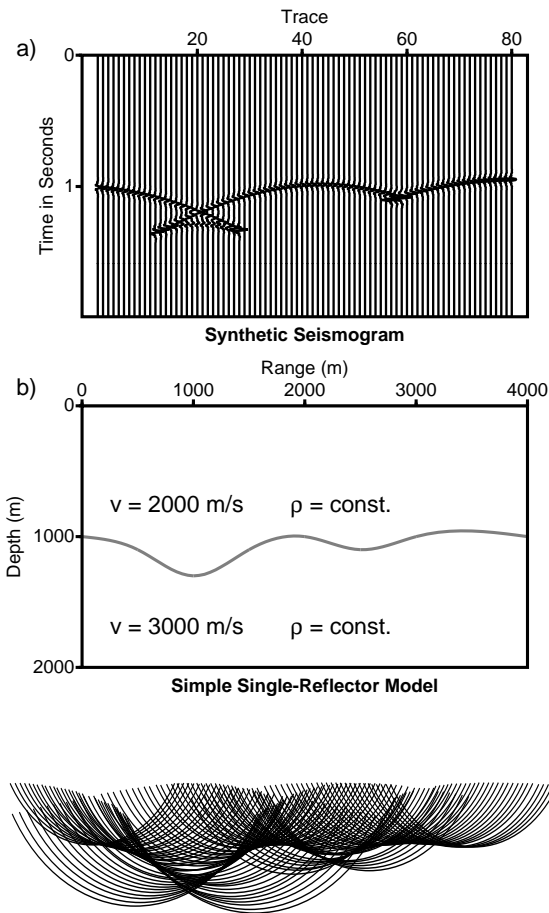 Trace
a)
0 20 40 60 80
0
1
Time in Seconds
Synthetic Seismogram
Range (m)
b)
0 1000 2000 3000 4000
0
1000
2000
Depth (m)
v = 2000 m/s ρ = const.
v = 3000 m/s ρ = const.
Simple Single-Reflector Model